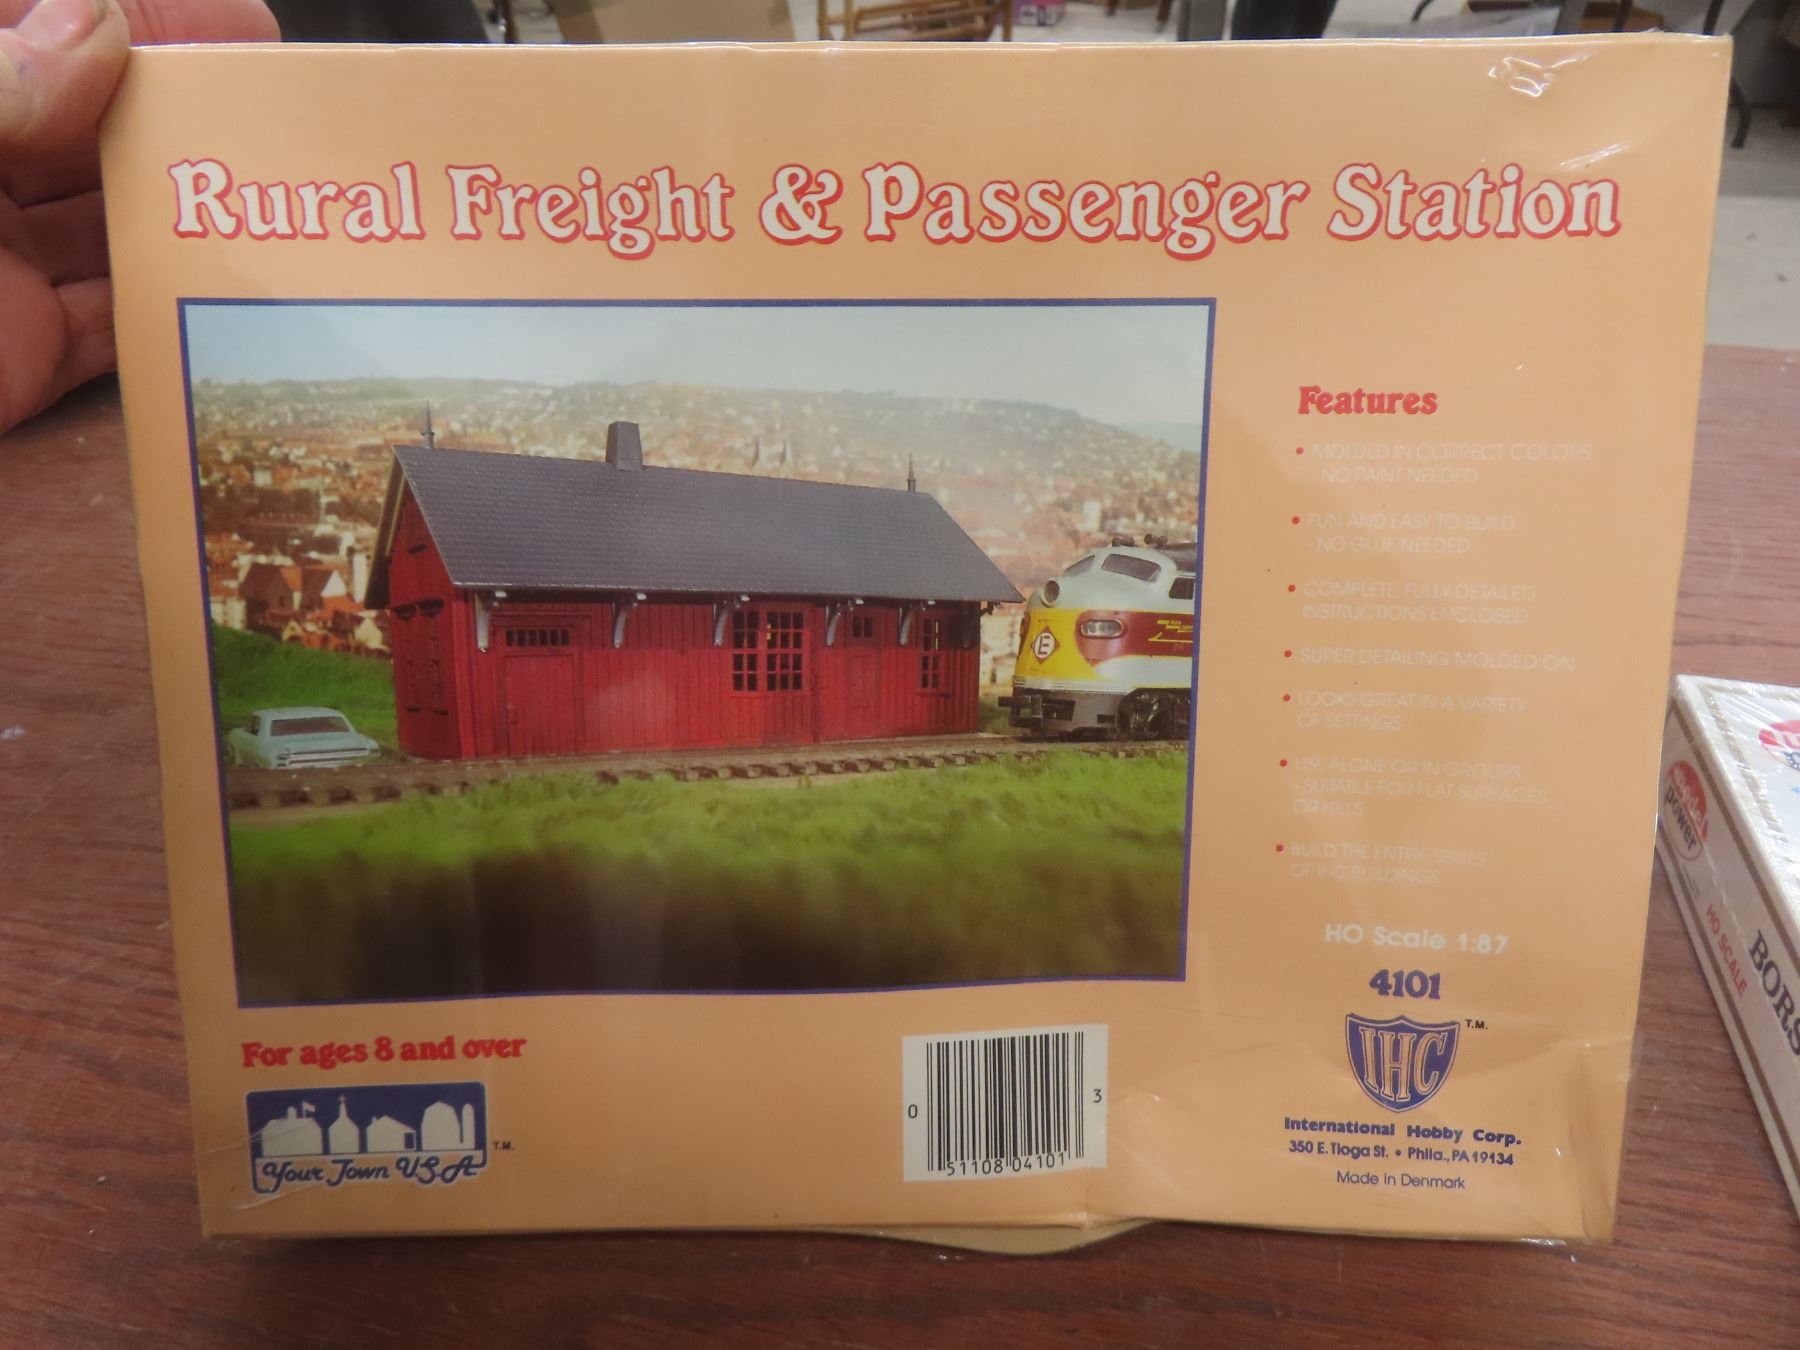 Rural Freight & Passenger Station
E
Features
• MOLDED IN CORRECT COLORS
- NO PAINT NEEDED
• FUN AND EASY TO BUILD
- NO GLUE NEEDED
• COMPLETE, FULLY DETAILED
INSTRUCTIONS ENCLOSED
• SUPER DETAILING MOLDED ON
• LOOKS GREAT IN A VARIETY
OF SETTINGS
• USE ALONE OR IN GROUPS
- SUITABLE FOR FLAT SURFACES
OR HILLS
• BUILD THE ENTIRE SERIES
OF IHC BUILDINGS
HO Scale 1:87
4101
IHC T.M.
International Hobby Corp.
350 E. Tioga St. • Phila., PA 19134
Made in Denmark
For ages 8 and over
Your Town U.S.A. T.M.
0 51108 04101 3
Model
power
HO SCALE
BORS